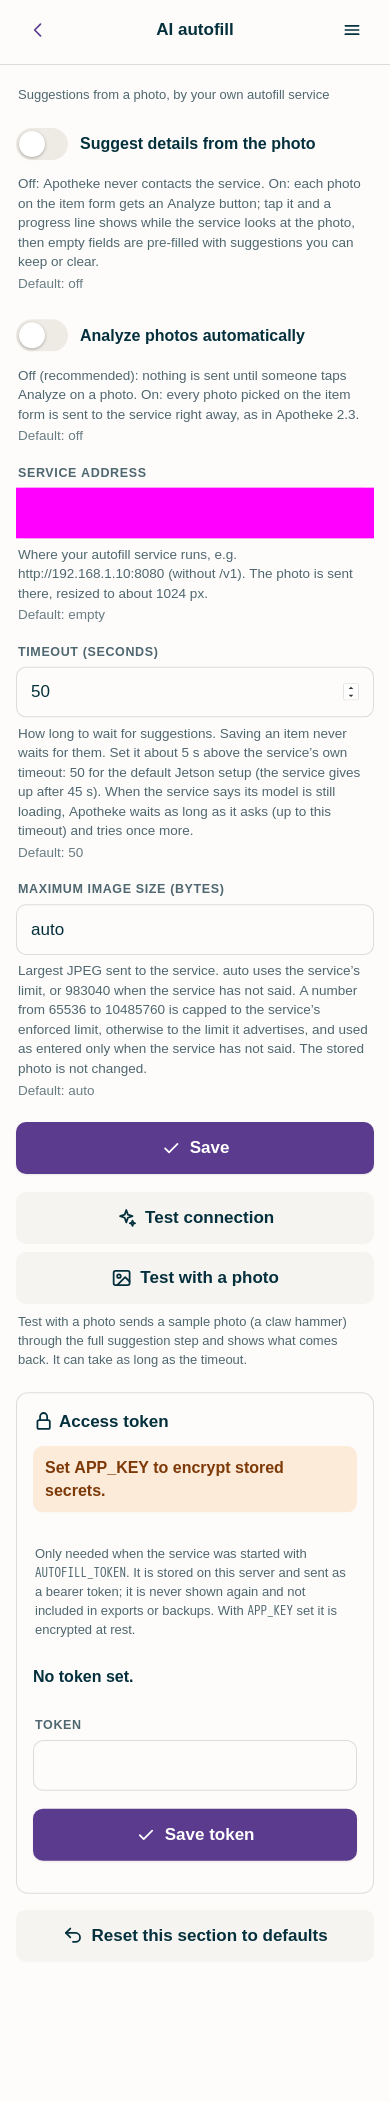 AI autofill
Suggestions from a photo, by your own autofill service
Suggest details from the photo
Off: Apotheke never contacts the service. On: each photo
on the item form gets an Analyze button; tap it and a
progress line shows while the service looks at the photo,
then empty fields are pre-filled with suggestions you can
keep or clear.
Default: off
Analyze photos automatically
Off (recommended): nothing is sent until someone taps
Analyze on a photo. On: every photo picked on the item
form is sent to the service right away, as in Apotheke 2.3.
Default: off
SERVICE ADDRESS
Where your autofill service runs, e.g.
http://192.168.1.10:8080 (without /v1). The photo is sent
there, resized to about 1024 px.
Default: empty
TIMEOUT (SECONDS)
50
How long to wait for suggestions. Saving an item never
waits for them. Set it about 5 s above the service's own
timeout: 50 for the default Jetson setup (the service gives
up after 45 s). When the service says its model is still
loading, Apotheke waits as long as it asks (up to this
timeout) and tries once more.
Default: 50
MAXIMUM IMAGE SIZE (BYTES)
auto
Largest JPEG sent to the service. auto uses the service's
limit, or 983040 when the service has not said. A number
from 65536 to 10485760 is capped to the service's
enforced limit, otherwise to the limit it advertises, and used
as entered only when the service has not said. The stored
photo is not changed.
Default: auto
Save
Test connection
Test with a photo
Test with a photo sends a sample photo (a claw hammer)
through the full suggestion step and shows what comes
back. It can take as long as the timeout.
Access token
Set APP_KEY to encrypt stored
secrets.
Only needed when the service was started with
AUTOFILL_TOKEN. It is stored on this server and sent as
a bearer token; it is never shown again and not
included in exports or backups. With APP_KEY set it is
encrypted at rest.
No token set.
TOKEN
Save token
Reset this section to defaults